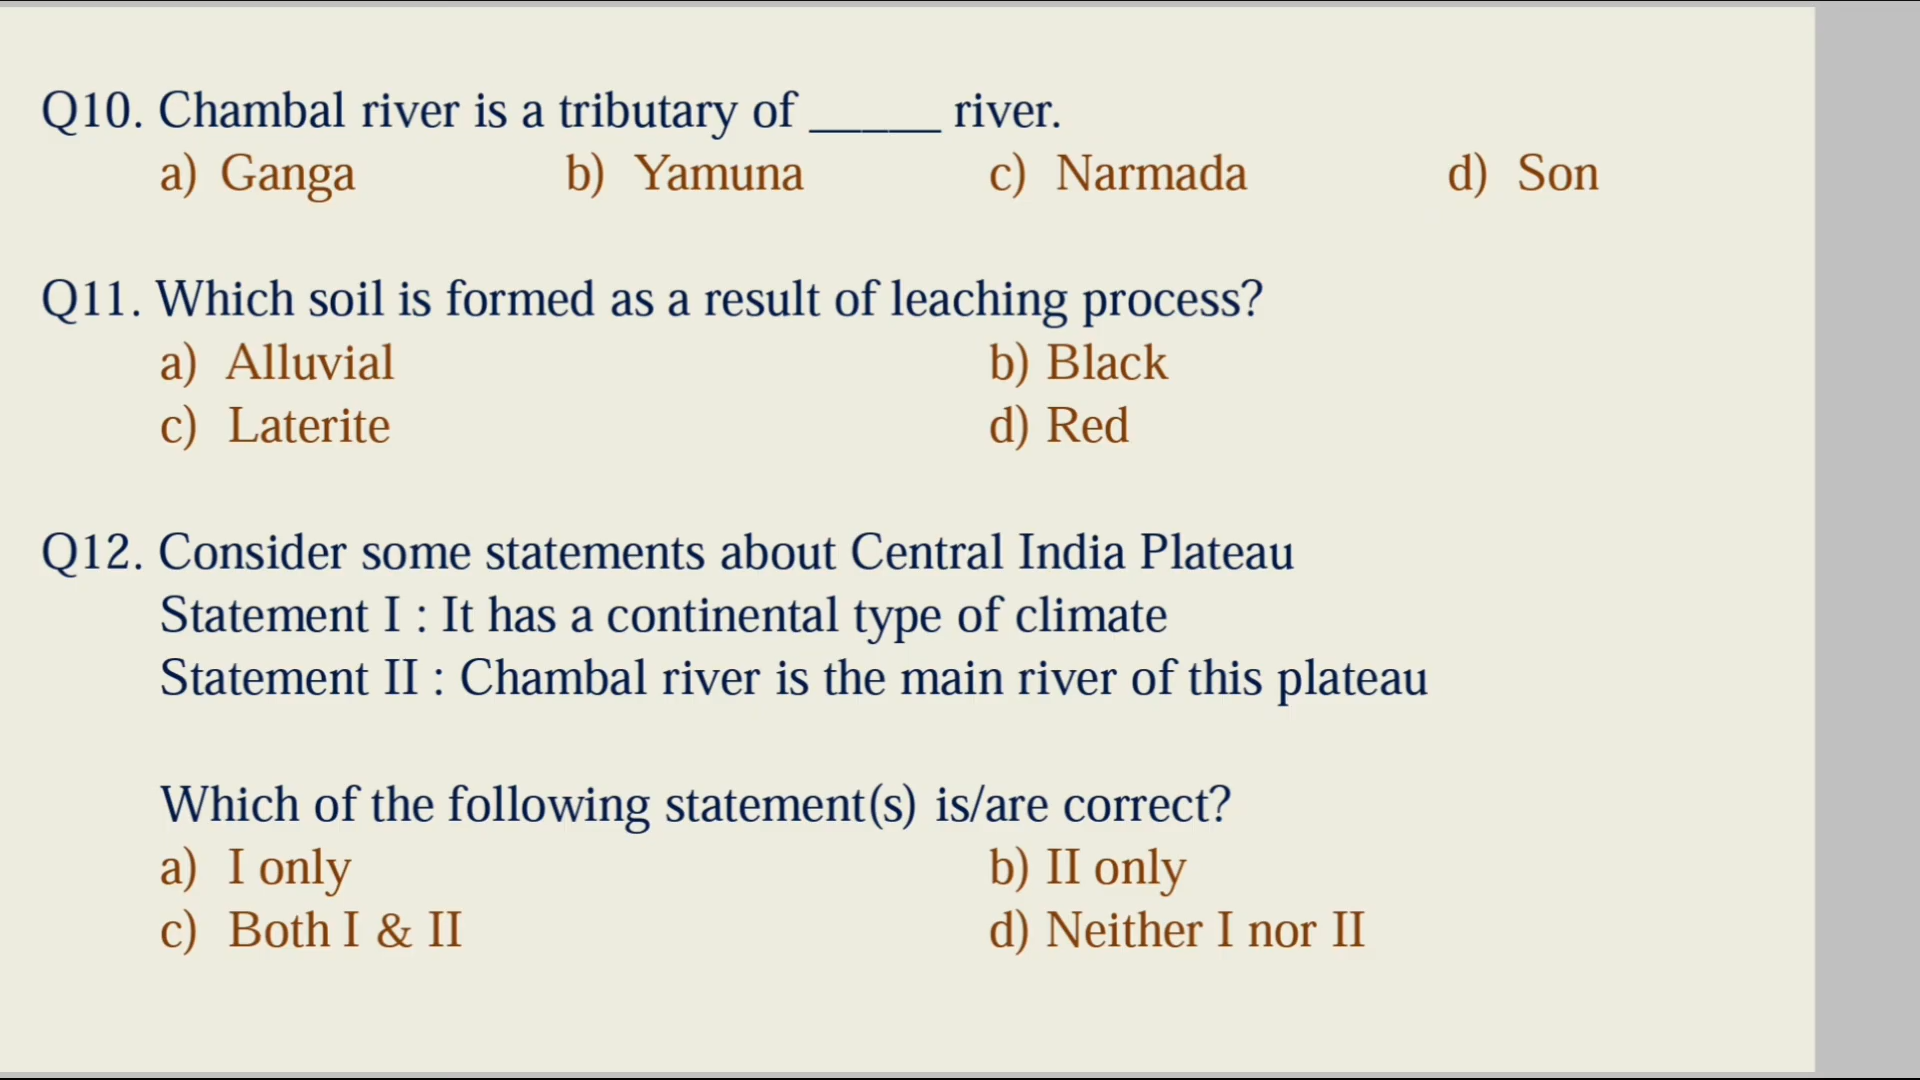 Q10. Chambal river is a tributary of _____ river.
a) Ganga b) Yamuna c) Narmada d) Son
Q11. Which soil is formed as a result of leaching process?
a) Alluvial b) Black
c) Laterite d) Red
Q12. Consider some statements about Central India Plateau
Statement I : It has a continental type of climate
Statement II : Chambal river is the main river of this plateau
Which of the following statement(s) is/are correct?
a) I only b) II only
c) Both I & II d) Neither I nor II